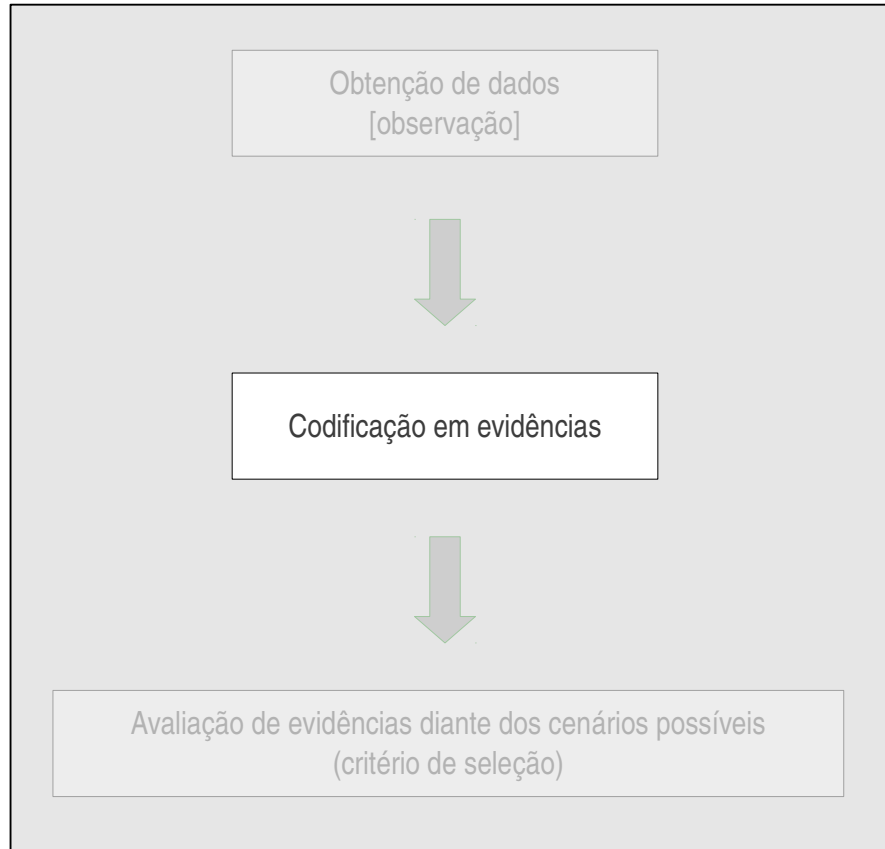 Obtenção de dados
[observação]
Codificação em evidências
Avaliação de evidências diante dos cenários possíveis
(critério de seleção)